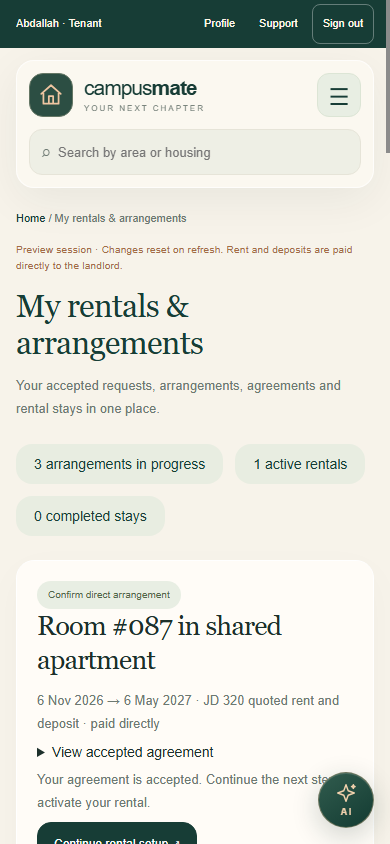 Abdallah · Tenant Profile Support Sign out
campusmate
YOUR NEXT CHAPTER
Search by area or housing
Home / My rentals & arrangements
Preview session · Changes reset on refresh. Rent and deposits are paid
directly to the landlord.
My rentals &
arrangements
Your accepted requests, arrangements, agreements and
rental stays in one place.
3 arrangements in progress 1 active rentals
0 completed stays
Confirm direct arrangement
Room #087 in shared
apartment
6 Nov 2026 → 6 May 2027 · JD 320 quoted rent and
deposit · paid directly
▶ View accepted agreement
Your agreement is accepted. Continue the next
activate your rental.
AI
Continue rental setup